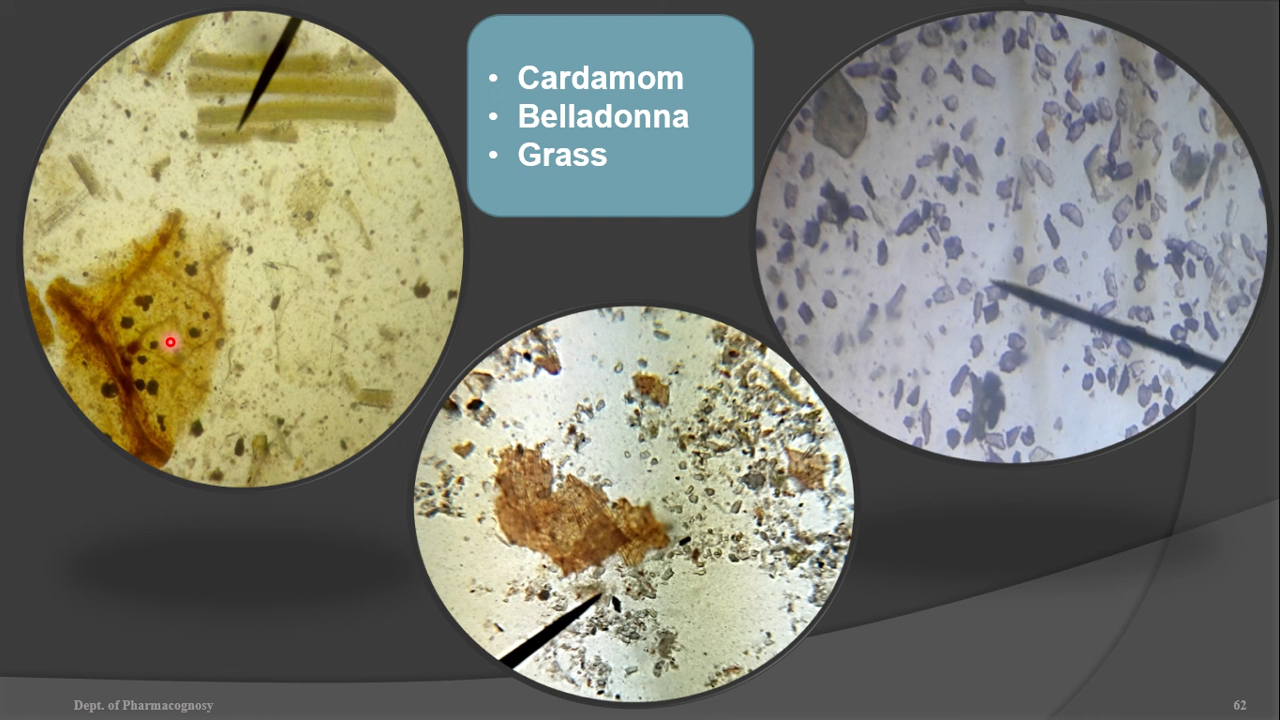 • Cardamom
• Belladonna
• Grass
Dept. of Pharmacognosy
62